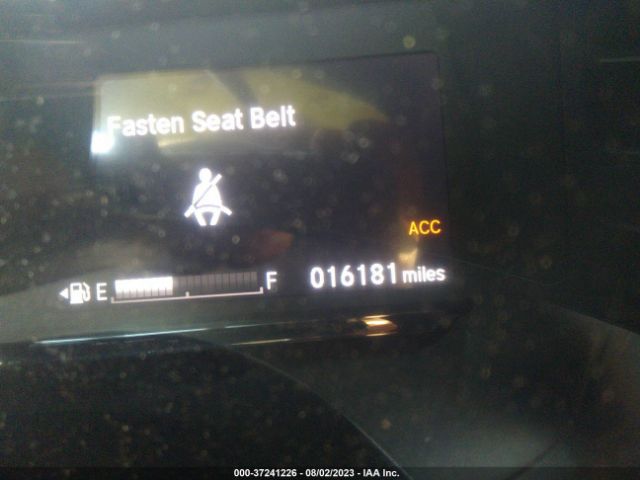 Fasten Seat Belt
ACC
E F 016181 miles
000-37241226 - 08/02/2023 - IAA Inc.